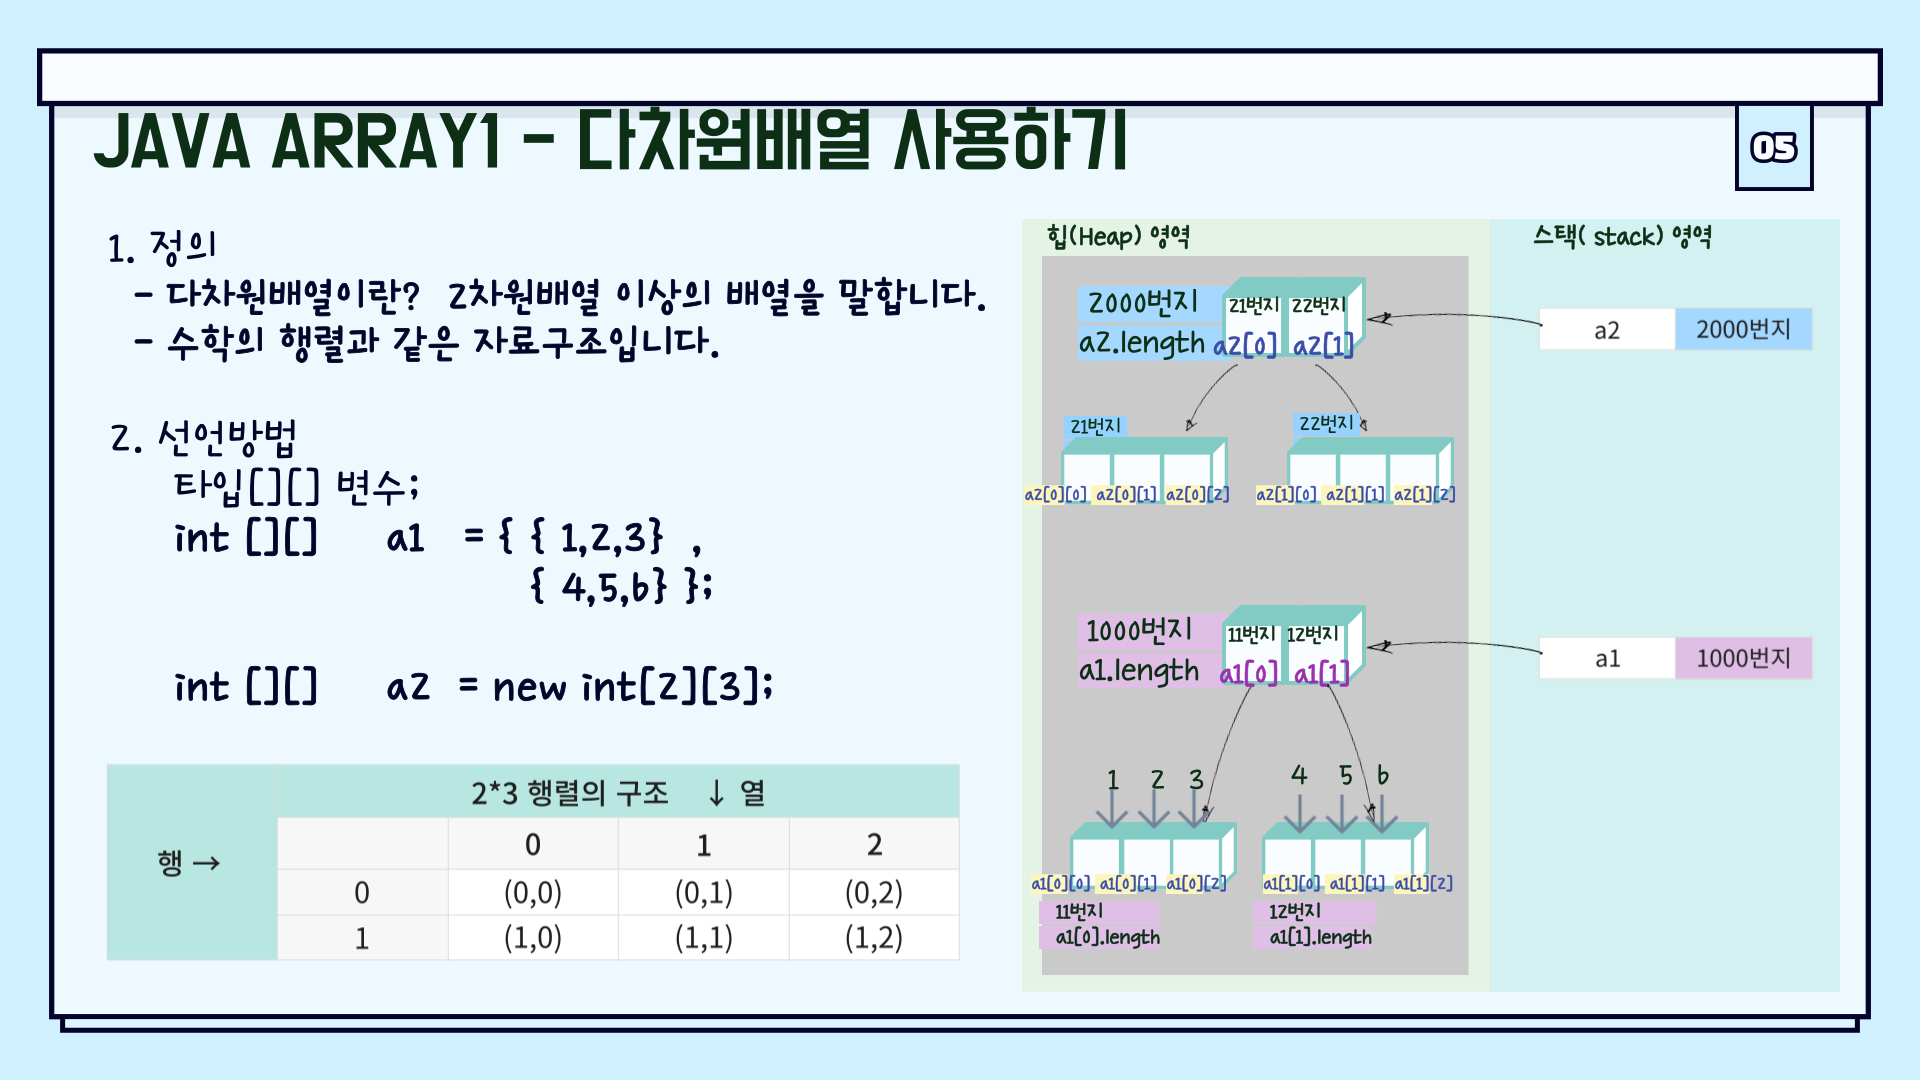 JAVA ARRAY1 - 다차원배열 사용하기
05
1. 정의
- 다차원배열이란? 2차원배열 이상의 배열을 말합니다.
- 수학의 행렬과 같은 자료구조입니다.
2. 선언방법
타입[][] 변수;
int [][] a1 = { { 1,2,3} ,
{ 4,5,6} };
int [][] a2 = new int[2][3];
2*3 행렬의 구조 ↓ 열
행 →
0 1 2
0 (0,0) (0,1) (0,2)
1 (1,0) (1,1) (1,2)
힙(Heap) 영역
스택( stack) 영역
2000번지 21번지 22번지
a2.length a2[0] a2[1]
a2 2000번지
21번지 22번지
a2[0][0] a2[0][1] a2[0][2] a2[1][0] a2[1][1] a2[1][2]
1000번지 11번지 12번지
a1.length a1[0] a1[1]
a1 1000번지
1 2 3 4 5 6
a1[0][0] a1[0][1] a1[0][2] a1[1][0] a1[1][1] a1[1][2]
11번지 12번지
a1[0].length a1[1].length